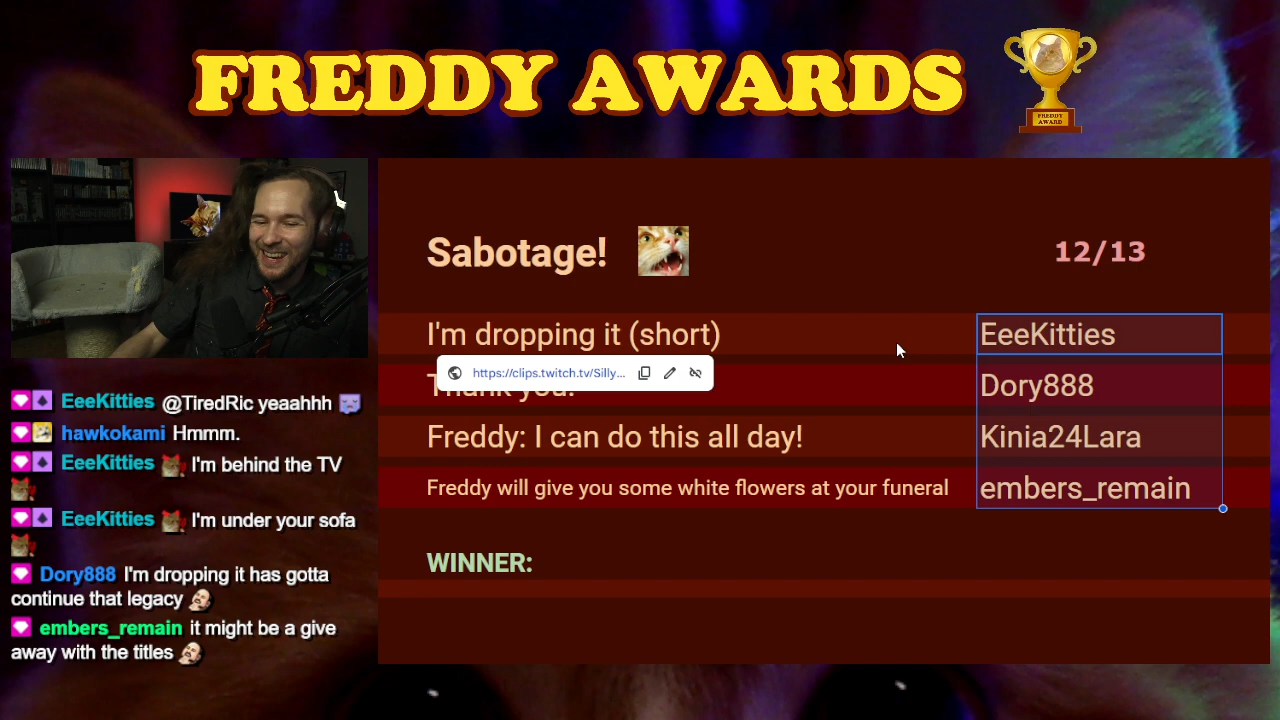 FREDDY AWARDS
FREDDY
AWARD
Sabotage!
12/13
I'm dropping it (short)
EeeKitties
https://clips.twitch.tv/Silly...
Thank you!
Dory888
Freddy: I can do this all day!
Kinia24Lara
Freddy will give you some white flowers at your funeral
embers_remain
WINNER:
EeeKitties @TiredRic yeaahhh
hawkokami Hmmm.
EeeKitties I'm behind the TV
EeeKitties I'm under your sofa
Dory888 I'm dropping it has gotta
continue that legacy
embers_remain it might be a give
away with the titles